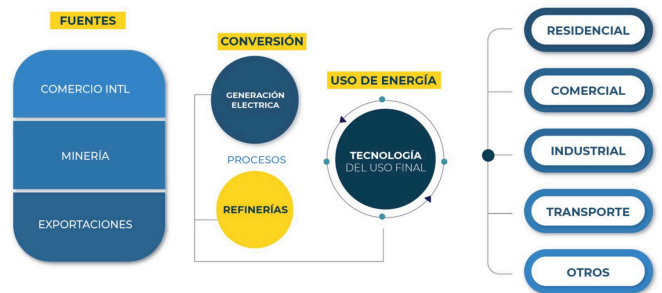 FUENTES
COMERCIO INTL
MINERÍA
EXPORTACIONES
CONVERSIÓN
GENERACIÓN
ELECTRICA
PROCESOS
REFINERÍAS
USO DE ENERGÍA
TECNOLOGÍA
DEL USO FINAL
RESIDENCIAL
COMERCIAL
INDUSTRIAL
TRANSPORTE
OTROS